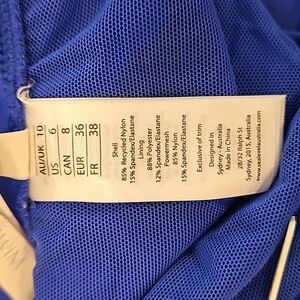 AU/UK 10
US 6
CAN 8
EUR 36
FR 38
Shell
85% Recycled Nylon
15% Spandex/Elastane
Lining
88% Polyester
12% Spandex/Elastane
Powermesh
85% Nylon
15% Spandex/Elastane
Exclusive of trim
Designed in
Sydney - Australia
Made in China
28/32 Ralph St
Sydney, 2015, Australia
www.sealevelaustralia.com